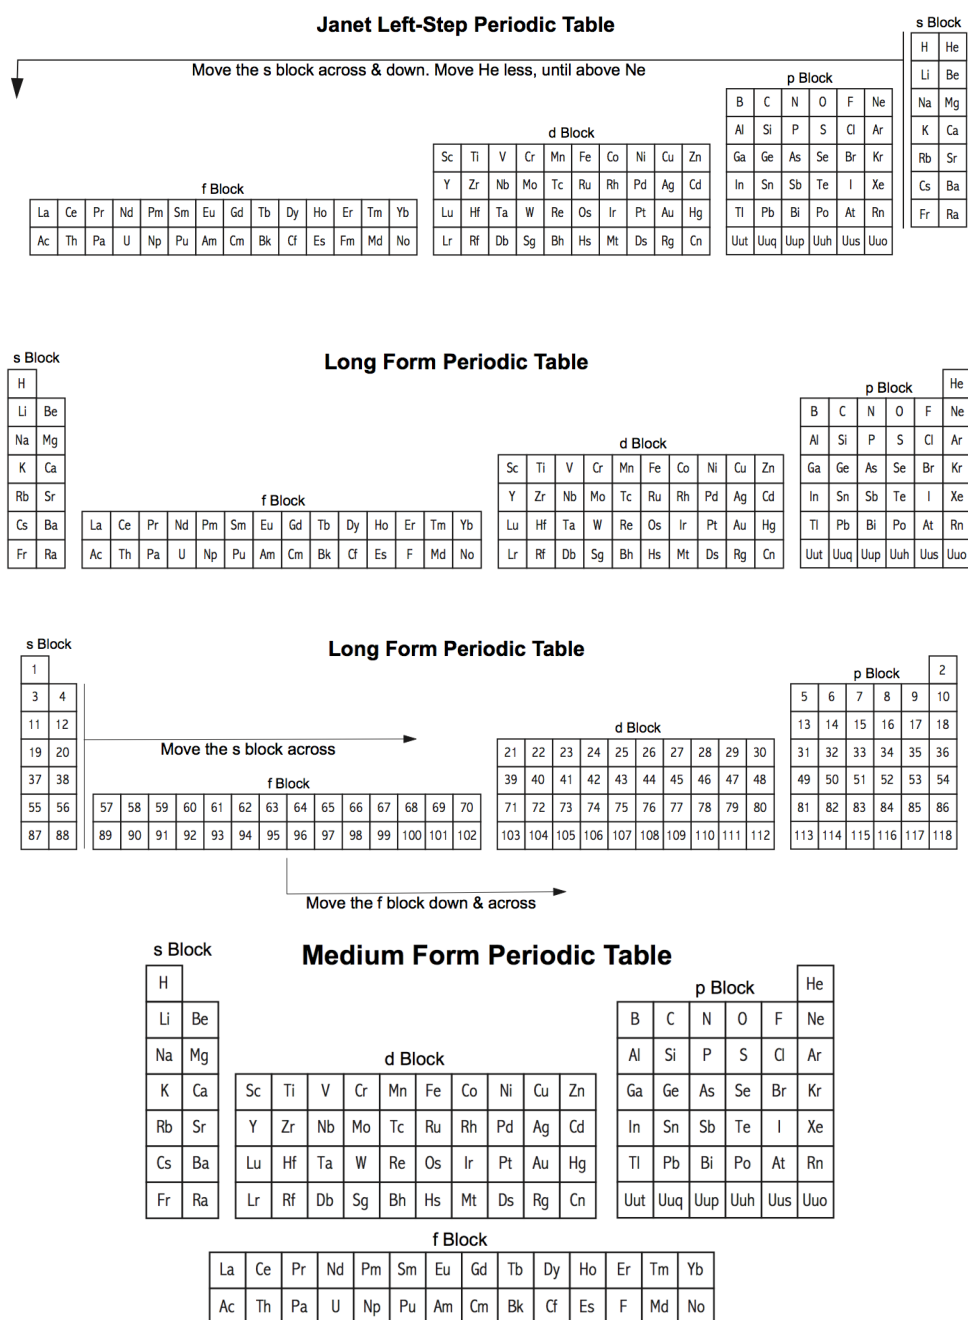 Janet Left-Step Periodic Table
s Block
H He
Move the s block across & down. Move He less, until above Ne
Li Be
p Block
B C N O F Ne Na Mg
d Block
Al Si P S Cl Ar K Ca
Sc Ti V Cr Mn Fe Co Ni Cu Zn Ga Ge As Se Br Kr Rb Sr
f Block
Y Zr Nb Mo Tc Ru Rh Pd Ag Cd In Sn Sb Te I Xe Cs Ba
La Ce Pr Nd Pm Sm Eu Gd Tb Dy Ho Er Tm Yb Lu Hf Ta W Re Os Ir Pt Au Hg Tl Pb Bi Po At Rn Fr Ra
Ac Th Pa U Np Pu Am Cm Bk Cf Es Fm Md No Lr Rf Db Sg Bh Hs Mt Ds Rg Cn Uut Uuq Uup Uuh Uus Uuo
s Block
Long Form Periodic Table
H He
p Block
Li Be B C N O F Ne
Na Mg Al Si P S Cl Ar
d Block
K Ca Sc Ti V Cr Mn Fe Co Ni Cu Zn Ga Ge As Se Br Kr
Rb Sr Y Zr Nb Mo Tc Ru Rh Pd Ag Cd In Sn Sb Te I Xe
f Block
Cs Ba La Ce Pr Nd Pm Sm Eu Gd Tb Dy Ho Er Tm Yb Lu Hf Ta W Re Os Ir Pt Au Hg Tl Pb Bi Po At Rn
Fr Ra Ac Th Pa U Np Pu Am Cm Bk Cf Es F Md No Lr Rf Db Sg Bh Hs Mt Ds Rg Cn Uut Uuq Uup Uuh Uus Uuo
s Block
Long Form Periodic Table
1 2
p Block
3 4 5 6 7 8 9 10
11 12 13 14 15 16 17 18
d Block
Move the s block across
19 20 21 22 23 24 25 26 27 28 29 30 31 32 33 34 35 36
37 38 39 40 41 42 43 44 45 46 47 48 49 50 51 52 53 54
f Block
55 56 57 58 59 60 61 62 63 64 65 66 67 68 69 70 71 72 73 74 75 76 77 78 79 80 81 82 83 84 85 86
87 88 89 90 91 92 93 94 95 96 97 98 99 100 101 102 103 104 105 106 107 108 109 110 111 112 113 114 115 116 117 118
Move the f block down & across
s Block
Medium Form Periodic Table
H He
p Block
Li Be B C N O F Ne
Na Mg Al Si P S Cl Ar
d Block
K Ca Sc Ti V Cr Mn Fe Co Ni Cu Zn Ga Ge As Se Br Kr
Rb Sr Y Zr Nb Mo Tc Ru Rh Pd Ag Cd In Sn Sb Te I Xe
Cs Ba Lu Hf Ta W Re Os Ir Pt Au Hg Tl Pb Bi Po At Rn
Fr Ra Lr Rf Db Sg Bh Hs Mt Ds Rg Cn Uut Uuq Uup Uuh Uus Uuo
f Block
La Ce Pr Nd Pm Sm Eu Gd Tb Dy Ho Er Tm Yb
Ac Th Pa U Np Pu Am Cm Bk Cf Es F Md No